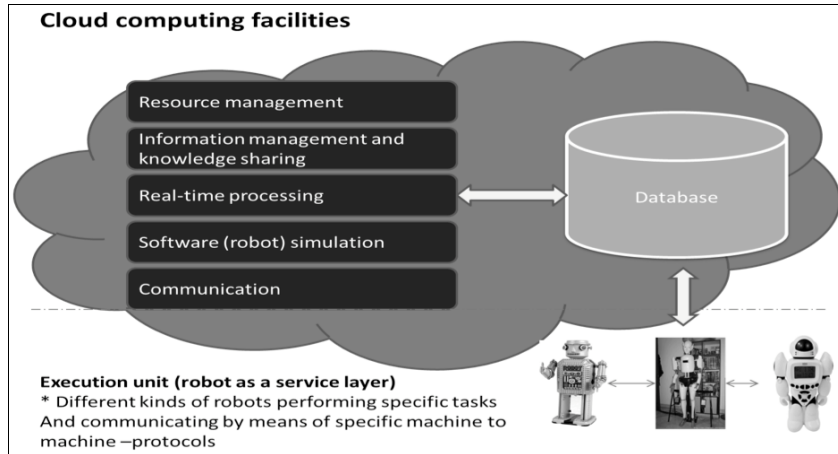 Cloud computing facilities
Resource management
Information management and
knowledge sharing
Real-time processing
Software (robot) simulation
Communication
Database
Execution unit (robot as a service layer)
* Different kinds of robots performing specific tasks
And communicating by means of specific machine to
machine –protocols